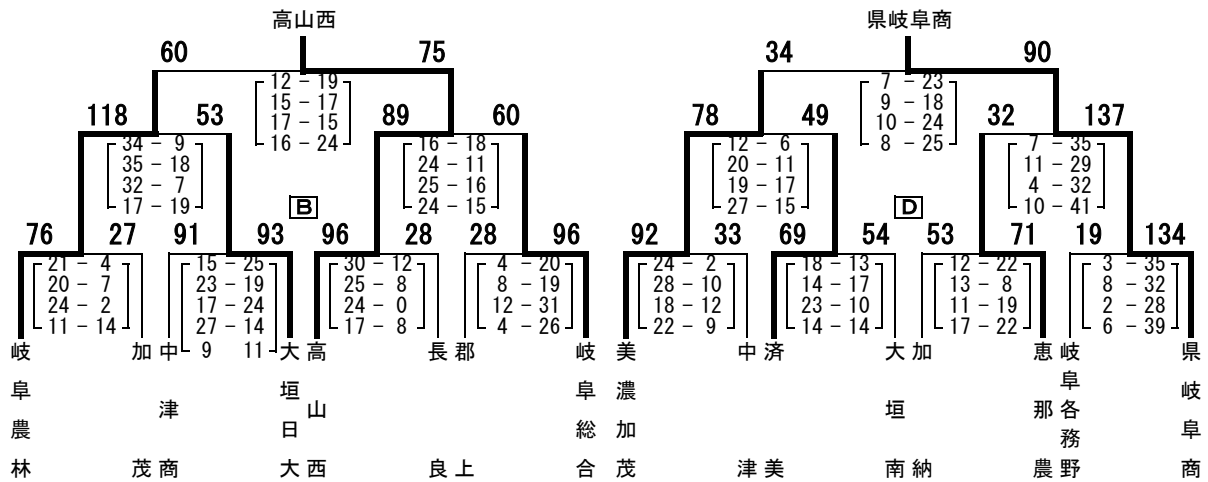 高山西
60 75
12 - 19
15 - 17
17 - 15
16 - 24
118 53
34 - 9
35 - 18
32 - 7
17 - 19
89 60
16 - 18
24 - 11
25 - 16
24 - 15
B
76 27
21 - 4
20 - 7
24 - 2
11 - 14
91 93
15 - 25
23 - 19
17 - 24
27 - 14
9 11
96 28
30 - 12
25 - 8
24 - 0
17 - 8
28 96
4 - 20
8 - 19
12 - 31
4 - 26
岐阜農林
加茂
中津商
大垣日大
高山西
長良
郡上
岐阜総合
県岐阜商
34 90
7 - 23
9 - 18
10 - 24
8 - 25
78 49
12 - 6
20 - 11
19 - 17
27 - 15
32 137
7 - 35
11 - 29
4 - 32
10 - 41
D
92 33
24 - 2
28 - 10
18 - 12
22 - 9
69 54
18 - 13
14 - 17
23 - 10
14 - 14
53 71
12 - 22
13 - 8
11 - 19
17 - 22
19 134
3 - 35
8 - 32
2 - 28
6 - 39
美濃加茂
中津
済美
大垣南
加納
恵那農
岐阜各務野
県岐阜商